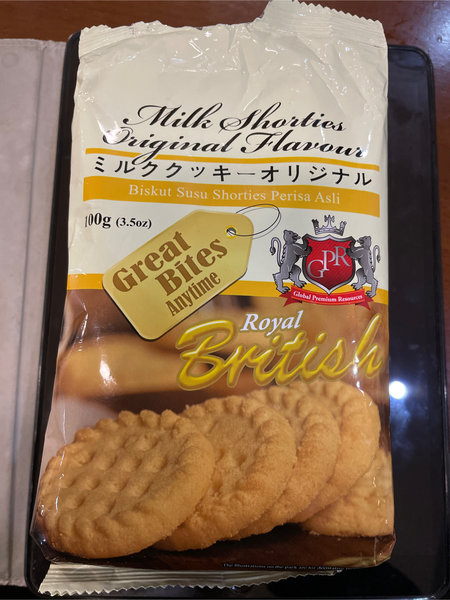 Milk Shorties
Original Flavour
ミルククッキーオリジナル
Biskut Susu Shorties Perisa Asli
100g (3.5oz)
Great
Bites
Anytime
GPR
Global Premium Resources
Royal
British